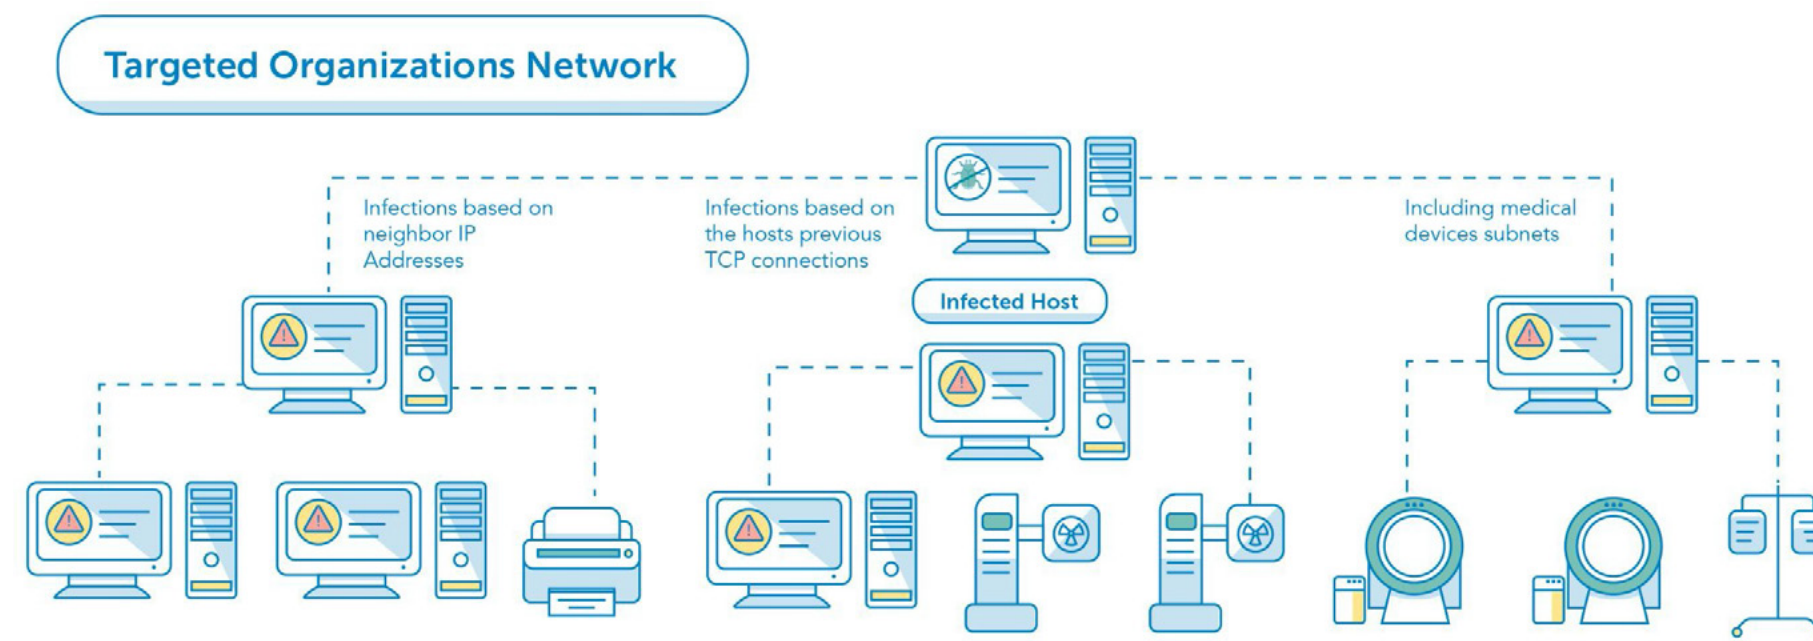 Targeted Organizations Network
Infections based on
neighbor IP
Addresses
Infections based on
the hosts previous
TCP connections
Including medical
devices subnets
Infected Host